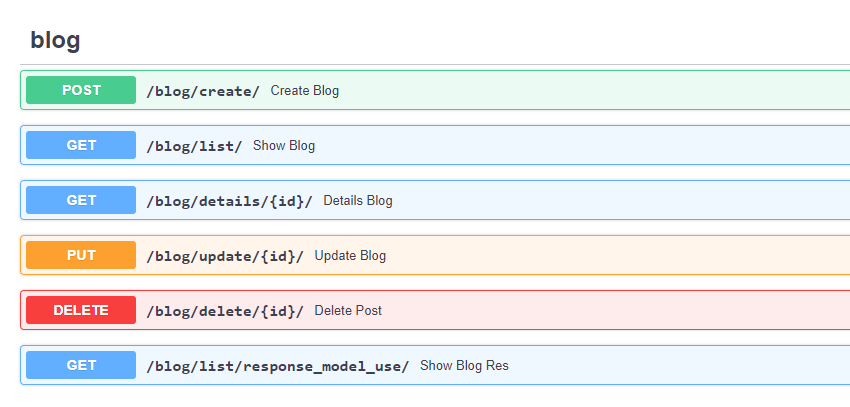 blog
POST /blog/create/ Create Blog
GET /blog/list/ Show Blog
GET /blog/details/{id}/ Details Blog
PUT /blog/update/{id}/ Update Blog
DELETE /blog/delete/{id}/ Delete Post
GET /blog/list/response_model_use/ Show Blog Res